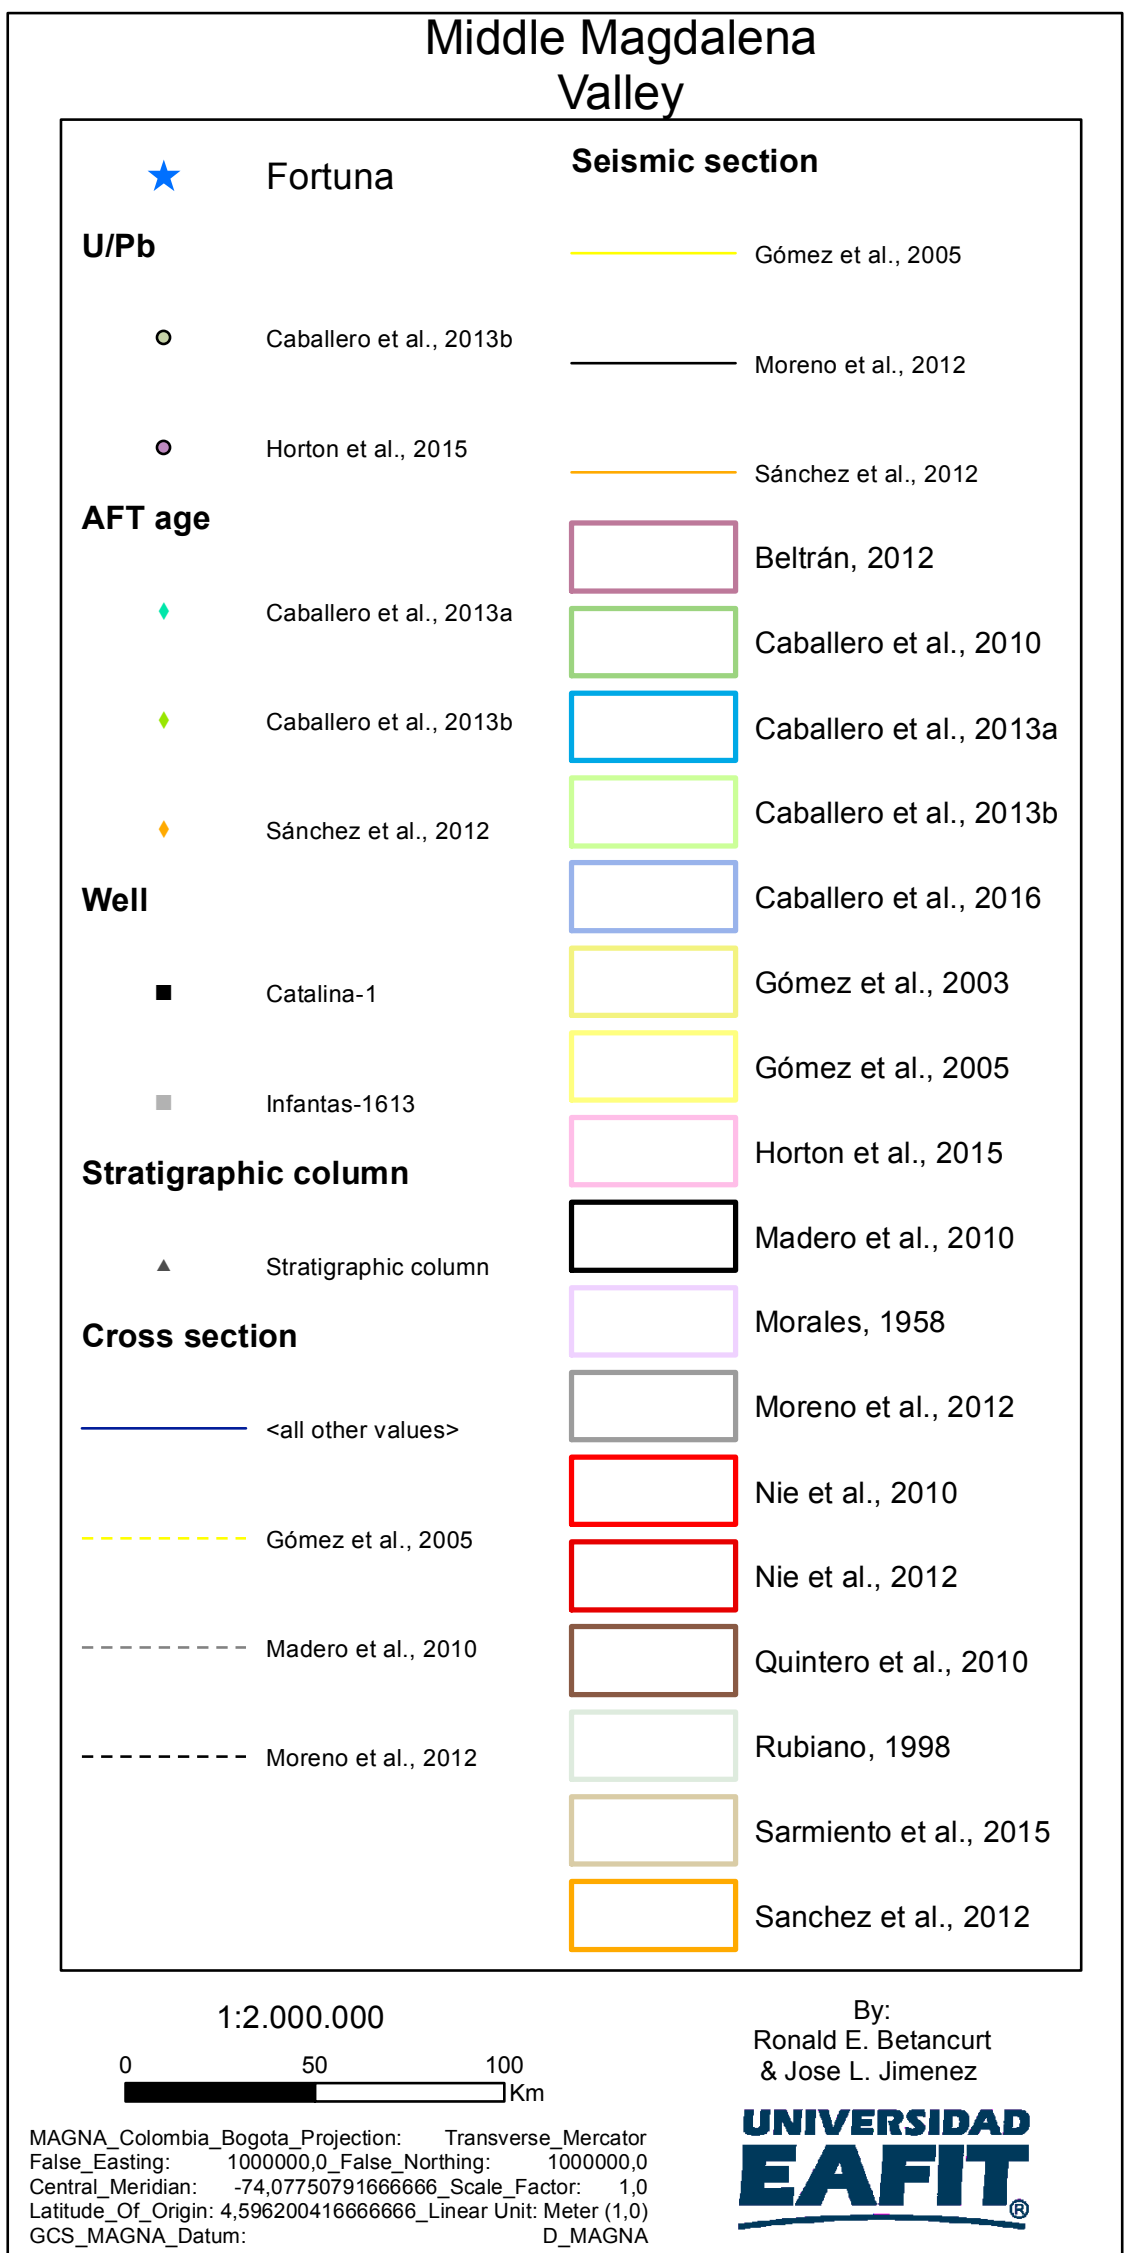 Middle Magdalena
Valley
Fortuna
U/Pb
Caballero et al., 2013b
Horton et al., 2015
AFT age
Caballero et al., 2013a
Caballero et al., 2013b
Sánchez et al., 2012
Well
Catalina-1
Infantas-1613
Stratigraphic column
Stratigraphic column
Cross section
<all other values>
Gómez et al., 2005
Madero et al., 2010
Moreno et al., 2012
Seismic section
Gómez et al., 2005
Moreno et al., 2012
Sánchez et al., 2012
Beltrán, 2012
Caballero et al., 2010
Caballero et al., 2013a
Caballero et al., 2013b
Caballero et al., 2016
Gómez et al., 2003
Gómez et al., 2005
Horton et al., 2015
Madero et al., 2010
Morales, 1958
Moreno et al., 2012
Nie et al., 2010
Nie et al., 2012
Quintero et al., 2010
Rubiano, 1998
Sarmiento et al., 2015
Sanchez et al., 2012
1:2.000.000
0 50 100
Km
MAGNA_Colombia_Bogota_Projection: Transverse_Mercator
False_Easting: 1000000,0_False_Northing: 1000000,0
Central_Meridian: -74,07750791666666_Scale_Factor: 1,0
Latitude_Of_Origin: 4,596200416666666_Linear Unit: Meter (1,0)
GCS_MAGNA_Datum: D_MAGNA
By:
Ronald E. Betancurt
& Jose L. Jimenez
UNIVERSIDAD
EAFIT®